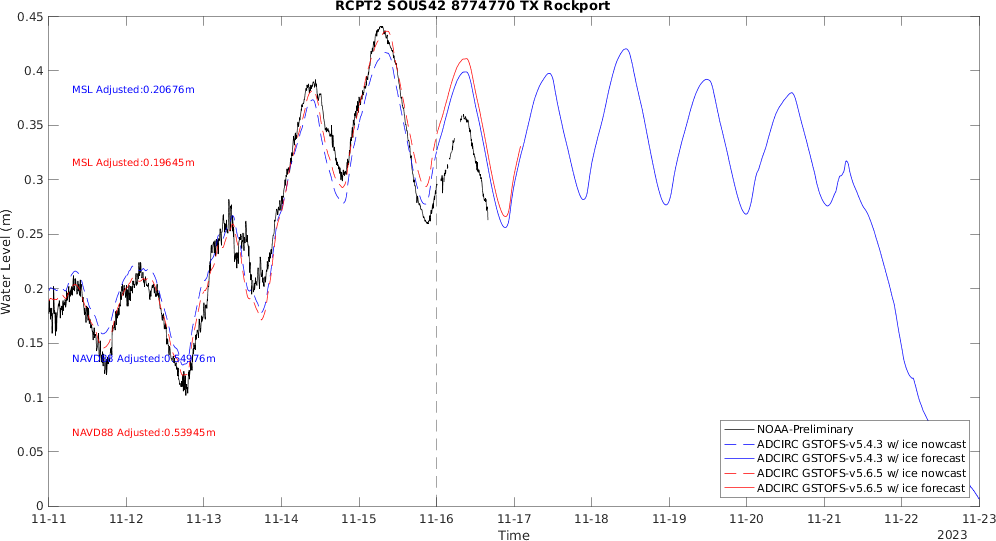 RCPT2 SOUS42 8774770 TX Rockport
0.45
0.4
0.35
0.3
0.25
0.2
0.15
0.1
0.05
0
Water Level (m)
MSL Adjusted:0.20676m
MSL Adjusted:0.19645m
NAVD88 Adjusted:0.54976m
NAVD88 Adjusted:0.53945m
NOAA-Preliminary
ADCIRC GSTOFS-v5.4.3 w/ ice nowcast
ADCIRC GSTOFS-v5.4.3 w/ ice forecast
ADCIRC GSTOFS-v5.6.5 w/ ice nowcast
ADCIRC GSTOFS-v5.6.5 w/ ice forecast
11-11 11-12 11-13 11-14 11-15 11-16 11-17 11-18 11-19 11-20 11-21 11-22 11-23
Time
2023